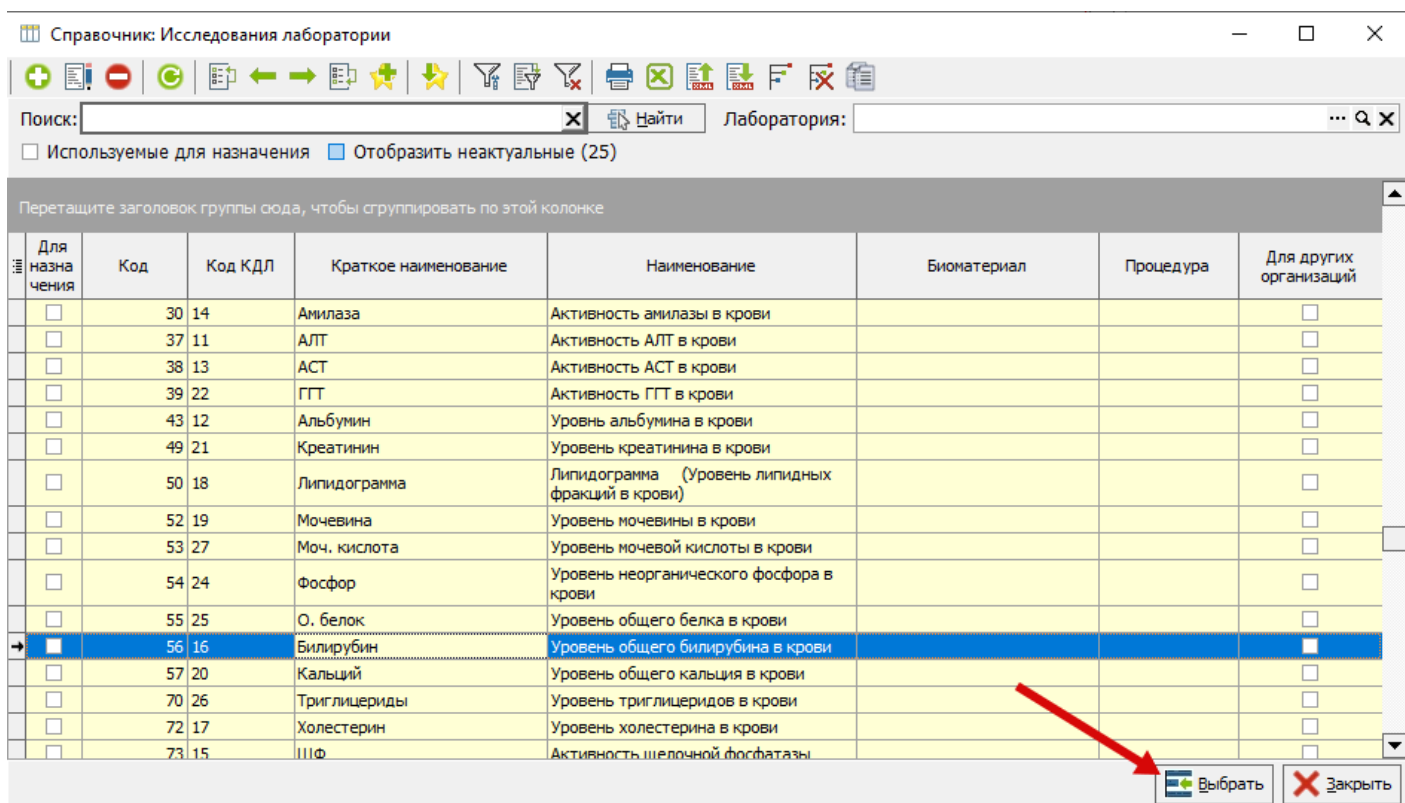 Справочник: Исследования лаборатории
XML XML
Поиск: Найти Лаборатория:
Используемые для назначения Отобразить неактуальные (25)
Перетащите заголовок группы сюда, чтобы сгруппировать по этой колонке
Для назна чения Код Код КДЛ Краткое наименование Наименование Биоматериал Процедура Для других организаций
30 14 Амилаза Активность амилазы в крови
37 11 АЛТ Активность АЛТ в крови
38 13 АСТ Активность АСТ в крови
39 22 ГГТ Активность ГГТ в крови
43 12 Альбумин Уровнь альбумина в крови
49 21 Креатинин Уровень креатинина в крови
50 18 Липидограмма Липидограмма (Уровень липидных фракций в крови)
52 19 Мочевина Уровень мочевины в крови
53 27 Моч. кислота Уровень мочевой кислоты в крови
54 24 Фосфор Уровень неорганического фосфора в крови
55 25 О. белок Уровень общего белка в крови
56 16 Билирубин Уровень общего билирубина в крови
57 20 Кальций Уровень общего кальция в крови
70 26 Триглицериды Уровень триглицеридов в крови
72 17 Холестерин Уровень холестерина в крови
73 15 ЩФ Активность щелочной фосфатазы
Выбрать Закрыть